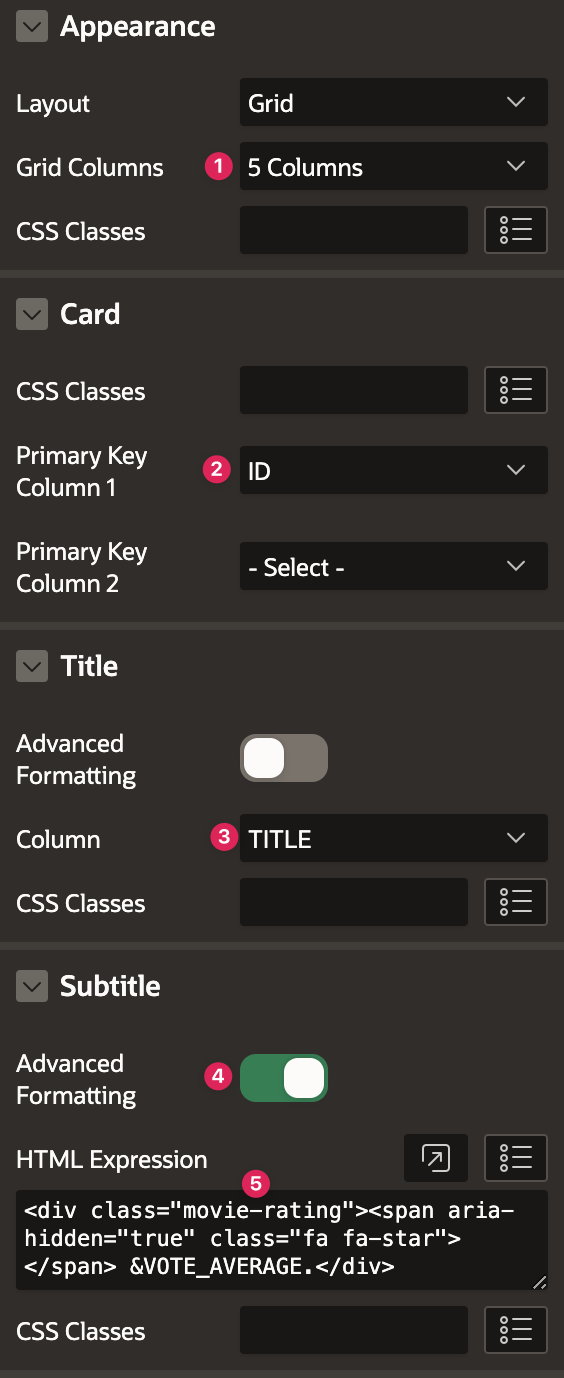 Appearance
Layout
Grid
Grid Columns
1
5 Columns
CSS Classes
Card
CSS Classes
Primary Key
Column 1
2
ID
Primary Key
Column 2
- Select -
Title
Advanced
Formatting
Column
3
TITLE
CSS Classes
Subtitle
Advanced
Formatting
4
HTML Expression
5
<div class="movie-rating"><span aria-
hidden="true" class="fa fa-star">
</span> &VOTE_AVERAGE.</div>
CSS Classes